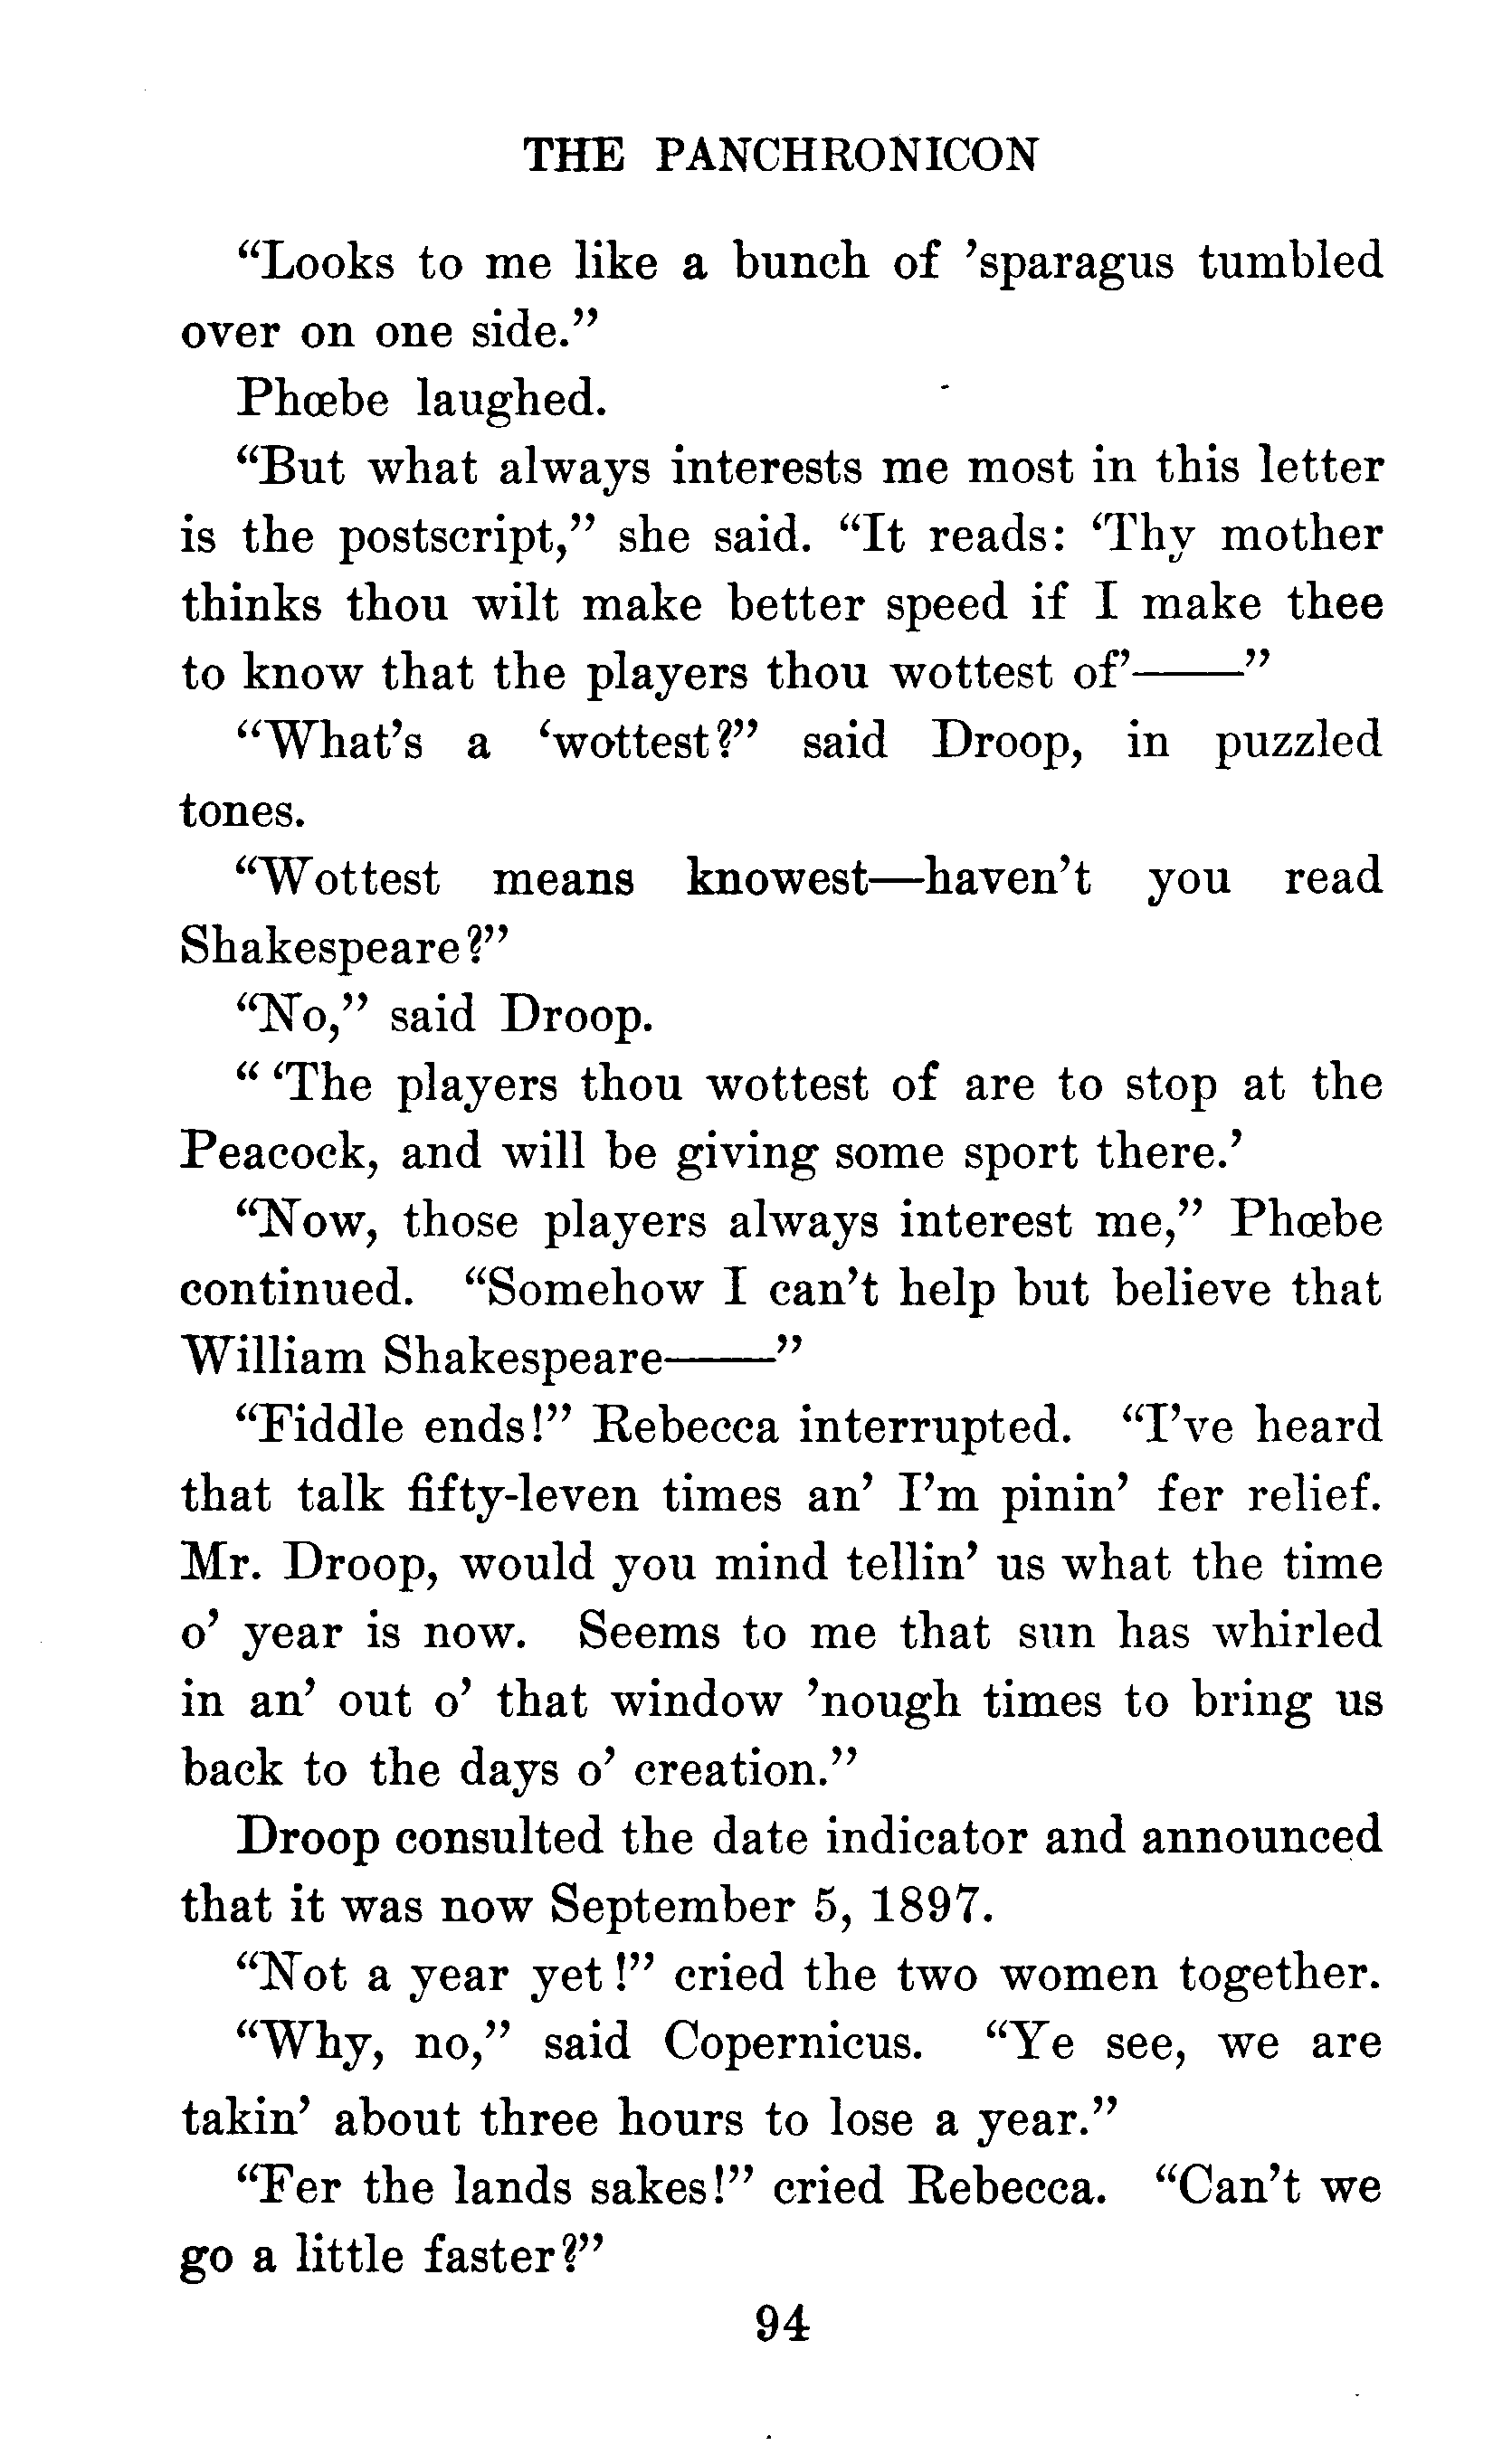 THE PANCHRONICON
“Looks to me like a bunch of ’sparagus tumbled
over on one side.”
Phœbe laughed.
“But what always interests me most in this letter
is the postscript,” she said. “It reads: ‘Thy mother
thinks thou wilt make better speed if I make thee
to know that the players thou wottest of’——”
“What’s a ‘wottest?” said Droop, in puzzled
tones.
“Wottest means knowest—haven’t you read
Shakespeare?”
“No,” said Droop.
“ ‘The players thou wottest of are to stop at the
Peacock, and will be giving some sport there.’
“Now, those players always interest me,” Phœbe
continued. “Somehow I can’t help but believe that
William Shakespeare——”
“Fiddle ends!” Rebecca interrupted. “I’ve heard
that talk fifty-leven times an’ I’m pinin’ fer relief.
Mr. Droop, would you mind tellin’ us what the time
o’ year is now. Seems to me that sun has whirled
in an’ out o’ that window ’nough times to bring us
back to the days o’ creation.”
Droop consulted the date indicator and announced
that it was now September 5, 1897.
“Not a year yet!” cried the two women together.
“Why, no,” said Copernicus. “Ye see, we are
takin’ about three hours to lose a year.”
“Fer the lands sakes!” cried Rebecca. “Can’t we
go a little faster?”
94